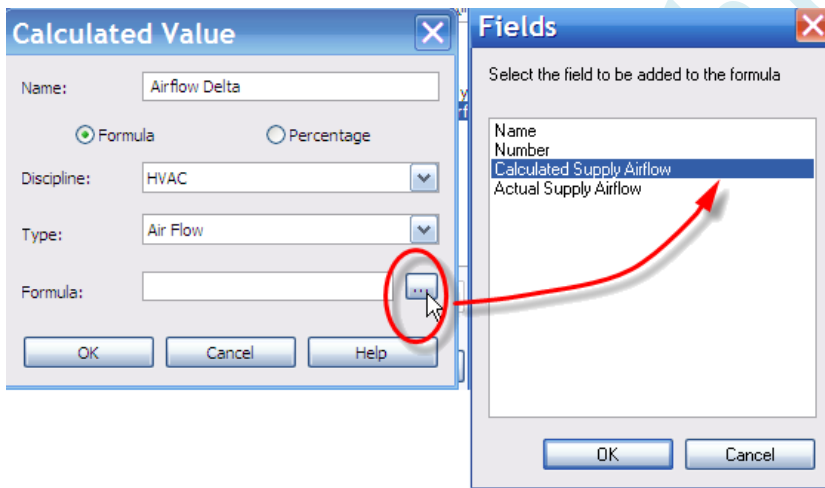 Calculated Value
Name: Airflow Delta
Formula Percentage
Discipline: HVAC
Type: Air Flow
Formula: ...
OK Cancel Help
Fields
Select the field to be added to the formula
Name
Number
Calculated Supply Airflow
Actual Supply Airflow
OK Cancel